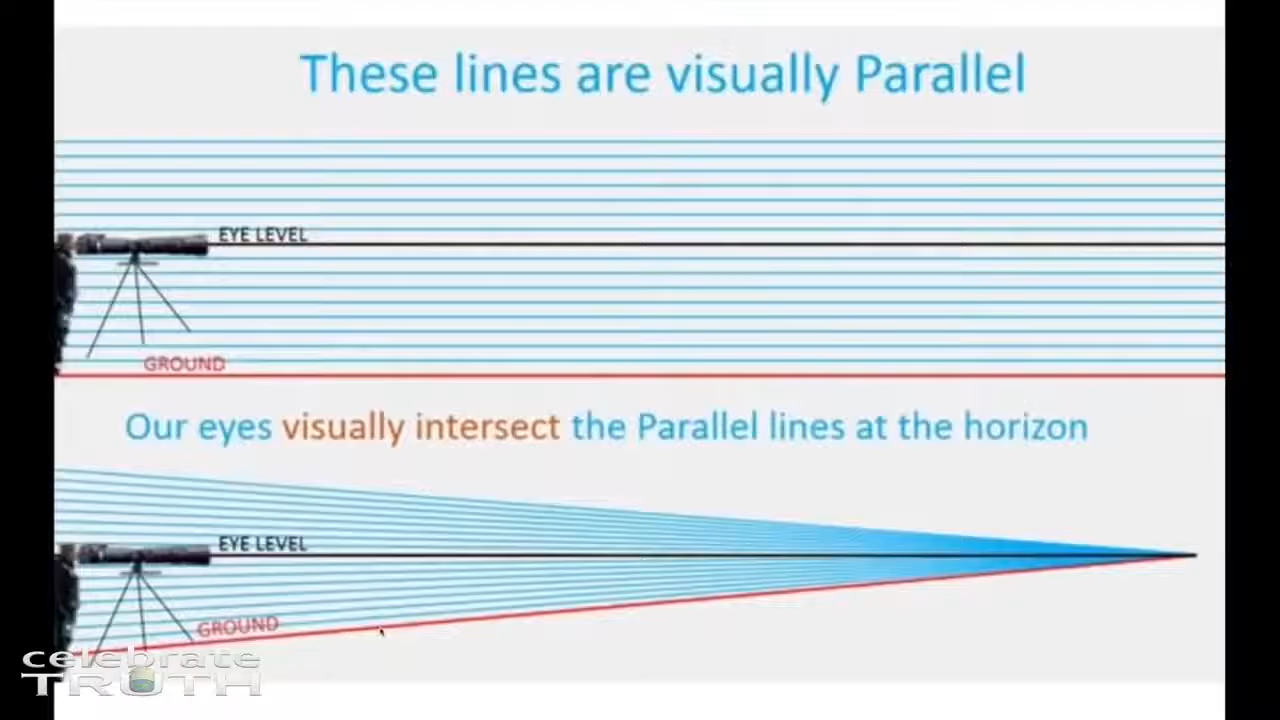 These lines are visually Parallel
EYE LEVEL
GROUND
Our eyes visually intersect the Parallel lines at the horizon
EYE LEVEL
GROUND
celebrate
TRUTH